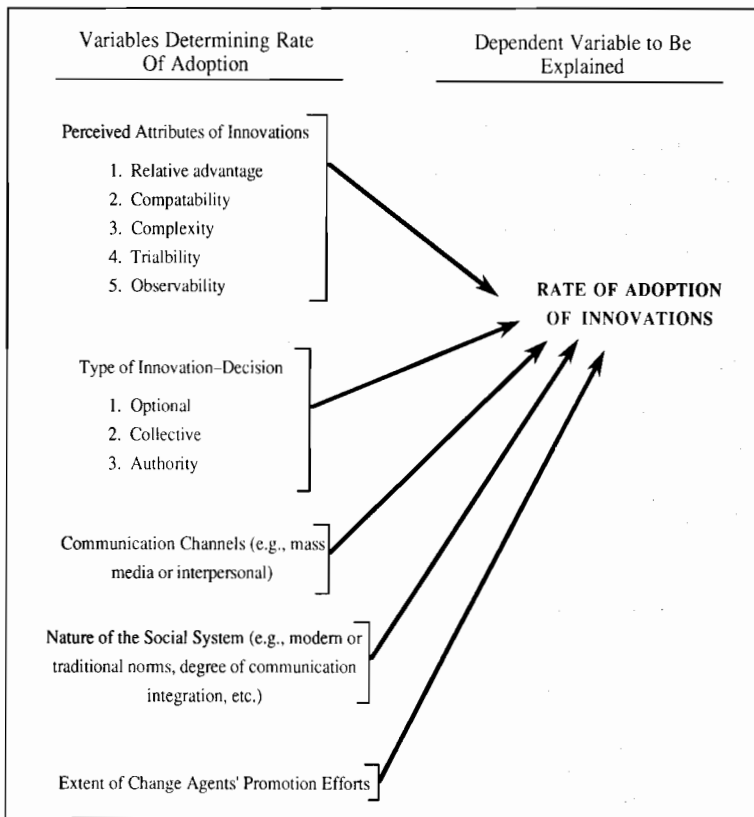 Variables Determining Rate
Of Adoption
Dependent Variable to Be
Explained
Perceived Attributes of Innovations
1. Relative advantage
2. Compatability
3. Complexity
4. Trialbility
5. Observability
RATE OF ADOPTION
OF INNOVATIONS
Type of Innovation–Decision
1. Optional
2. Collective
3. Authority
Communication Channels (e.g., mass
media or interpersonal)
Nature of the Social System (e.g., modern or
traditional norms, degree of communication
integration, etc.)
Extent of Change Agents' Promotion Efforts